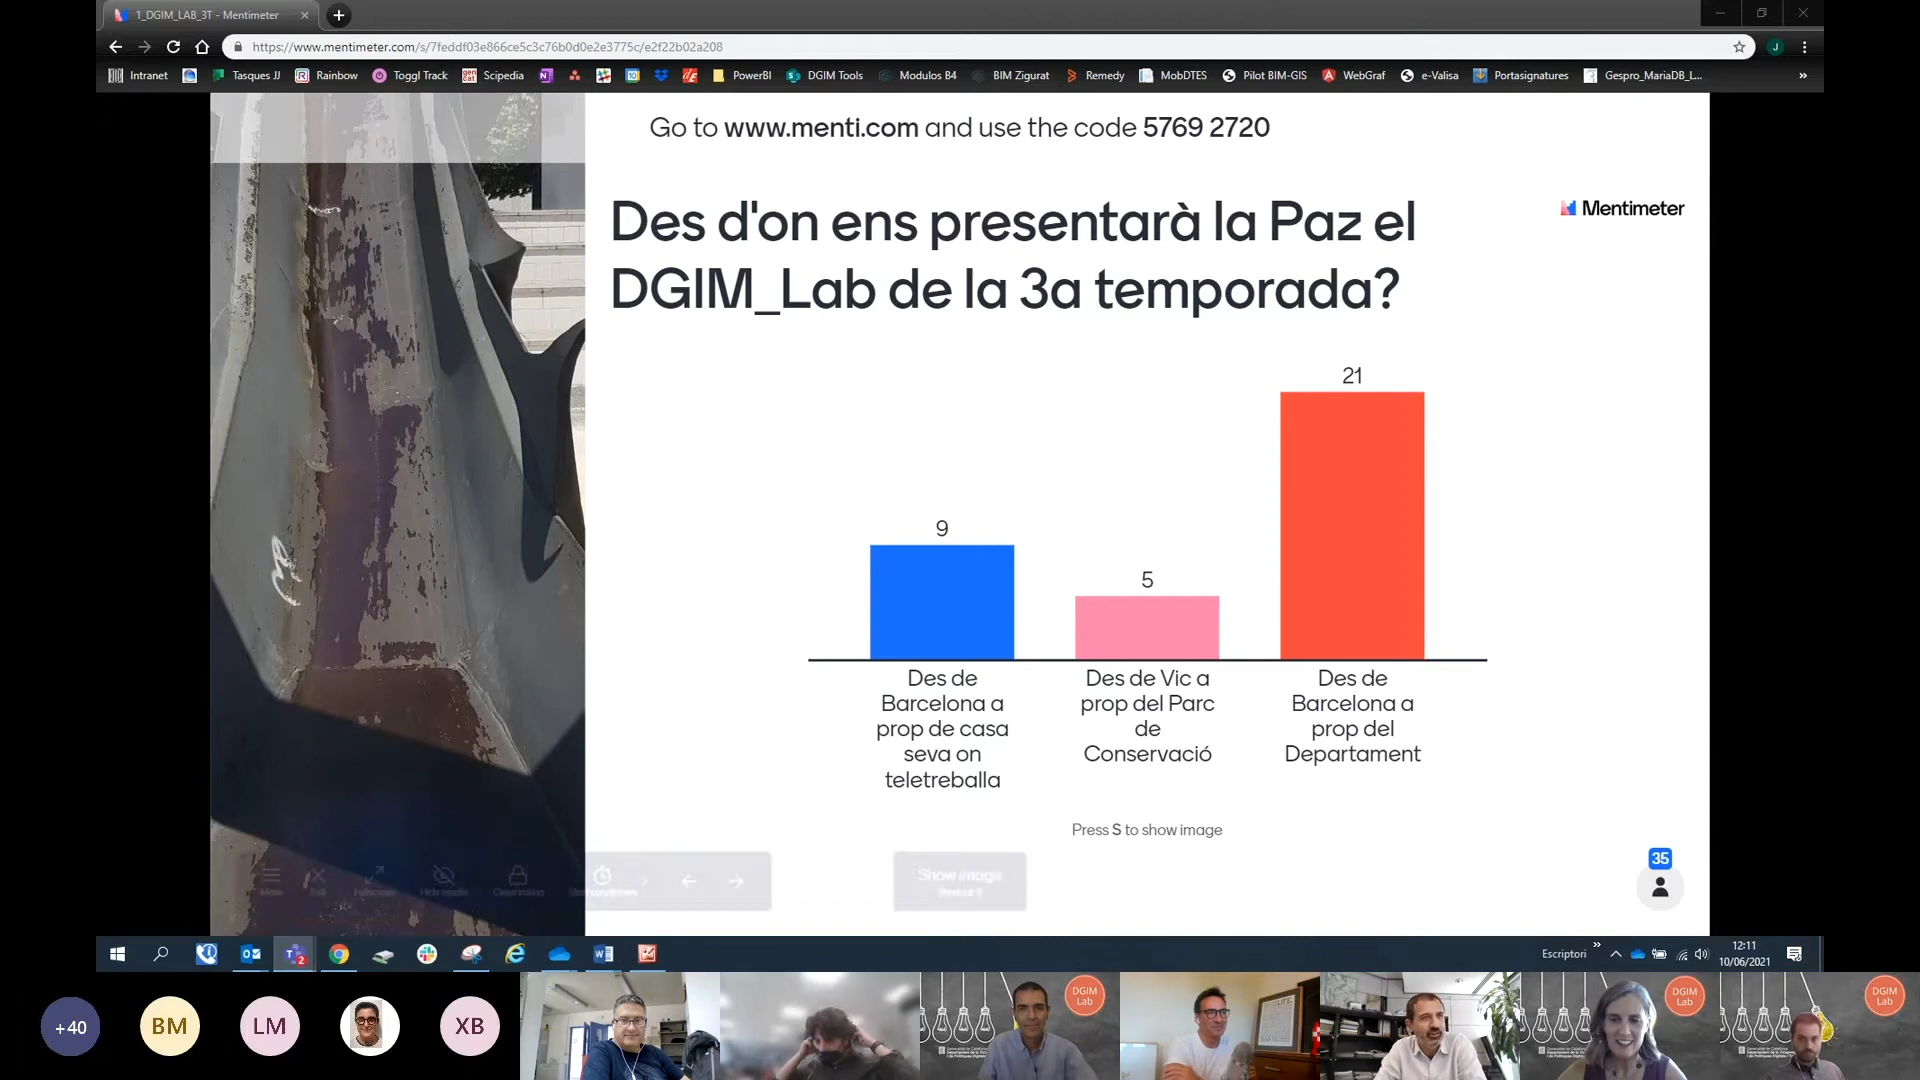 1_DGIM_LAB_3T - Mentimeter
https://www.mentimeter.com/s/7feddf03e866ce5c3c76b0d0e2e3775c/e2f22b02a208
J
Intranet Tasques JJ Rainbow Toggl Track Scipedia PowerBI DGIM Tools Modulos B4 BIM Zigurat Remedy MobDTES Pilot BIM-GIS WebGraf e-Valisa Portasignatures Gespro_MariaDB_L...
Go to www.menti.com and use the code 5769 2720
Des d'on ens presentarà la Paz el
DGIM_Lab de la 3a temporada?
Mentimeter
9
5
21
Des de
Barcelona a
prop de casa
seva on
teletreballa
Des de Vic a
prop del Parc
de
Conservació
Des de
Barcelona a
prop del
Departament
Press S to show image
Show image
35
Escriptori
12:11
10/06/2021
+40
BM
LM
XB
DGIM
Lab
DGIM
Lab
DGIM
Lab